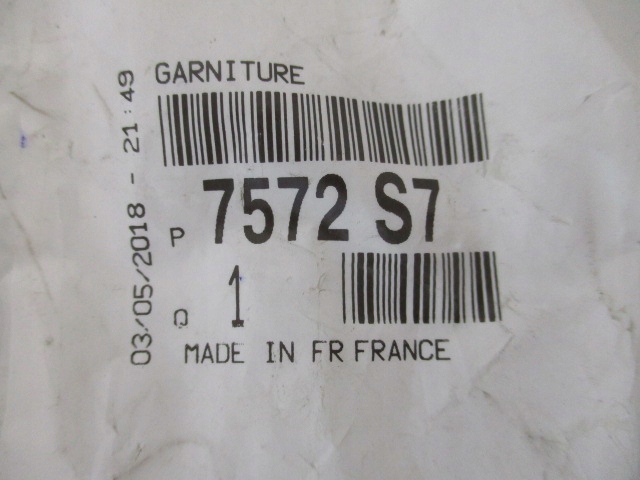 GARNITURE
P 7572 S7
Q 1
MADE IN FR FRANCE
03/05/2018 - 21:49